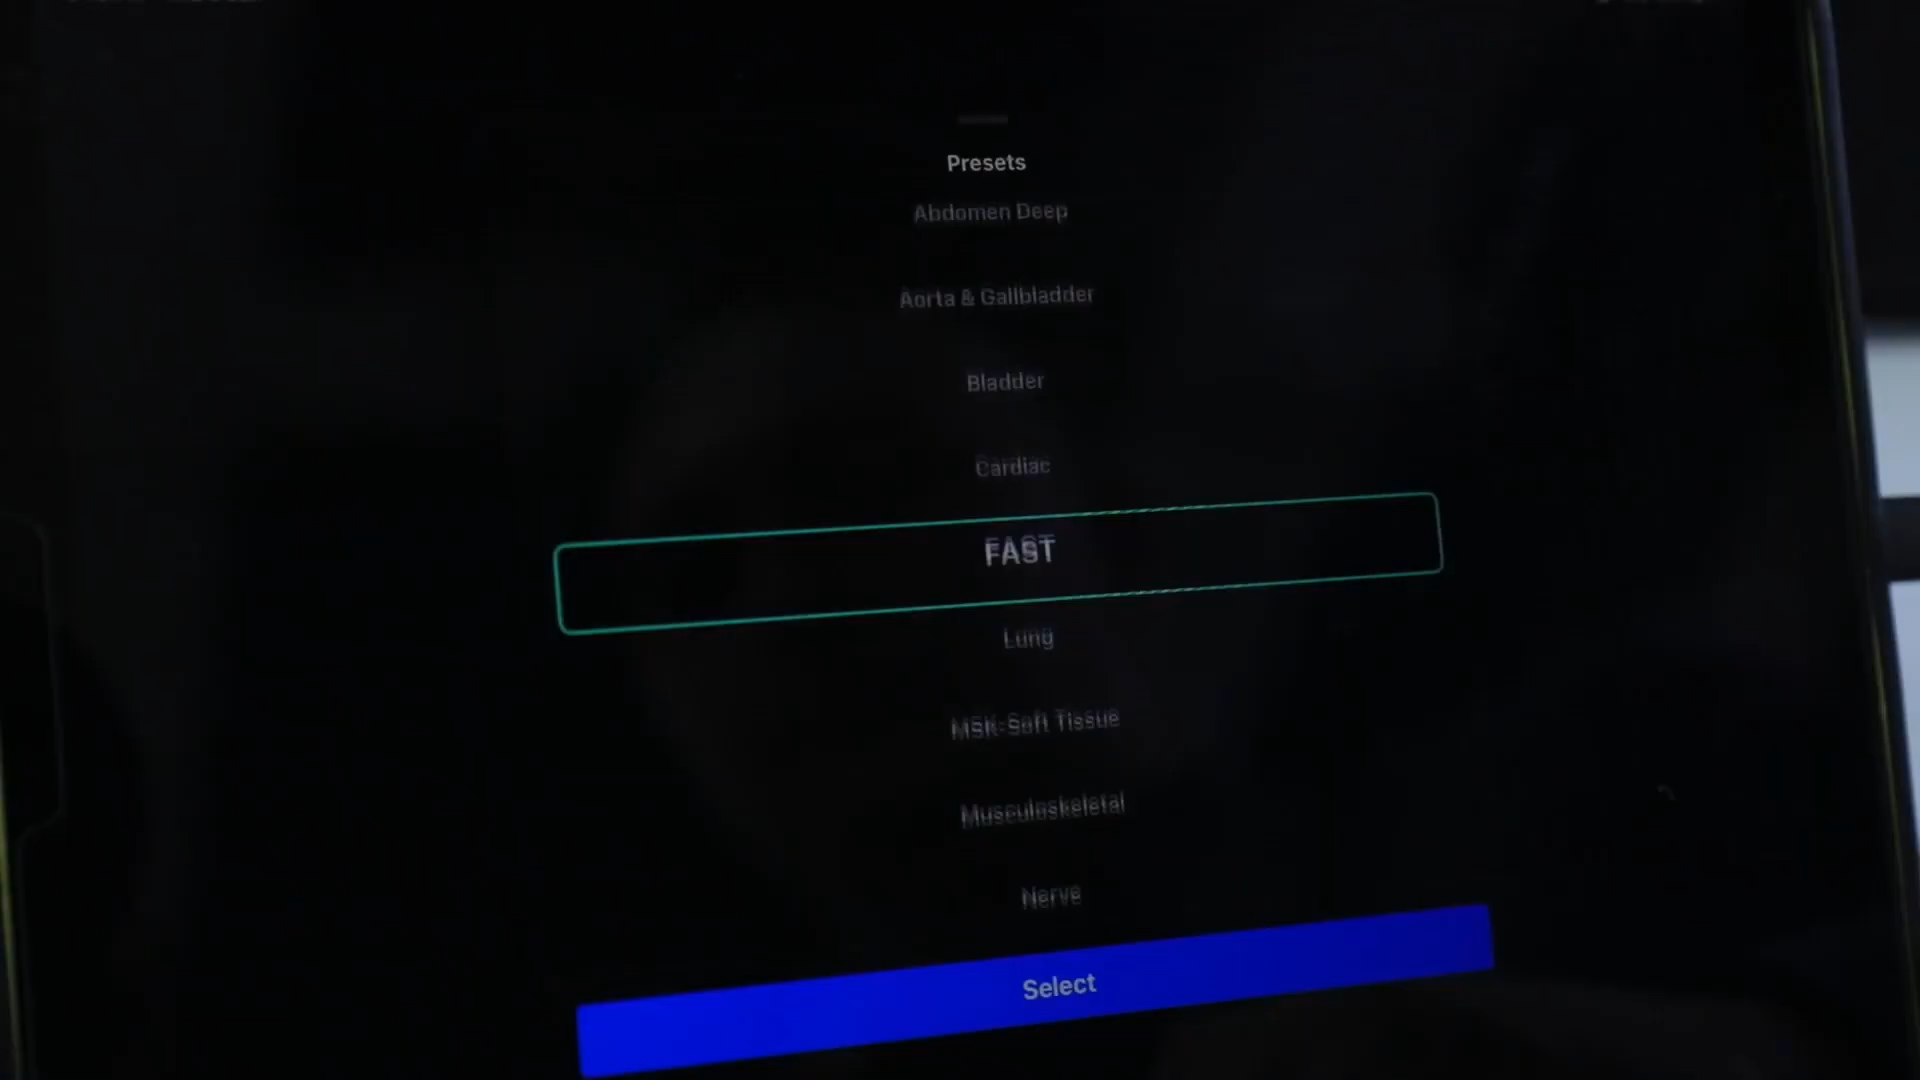 Presets
Abdomen Deep
Aorta & Gallbladder
Bladder
Cardiac
FAST
Lung
MSK-Soft Tissue
Musculoskeletal
Nerve
Select